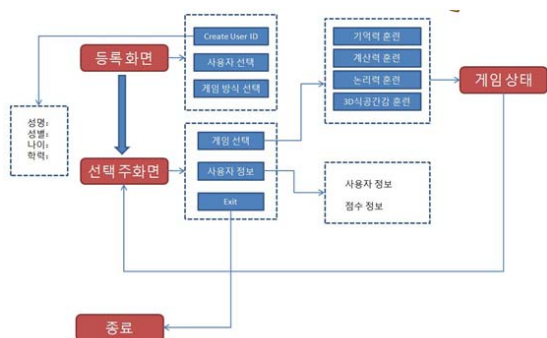 등록 화면
Create User ID
사용자 선택
게임 방식 선택
성명:
성별:
나이:
학력:
선택 주화면
게임 선택
사용자 정보
Exit
기억력 훈련
계산력 훈련
논리력 훈련
3D식공간감 훈련
게임 상태
사용자 정보
점수 정보
종료